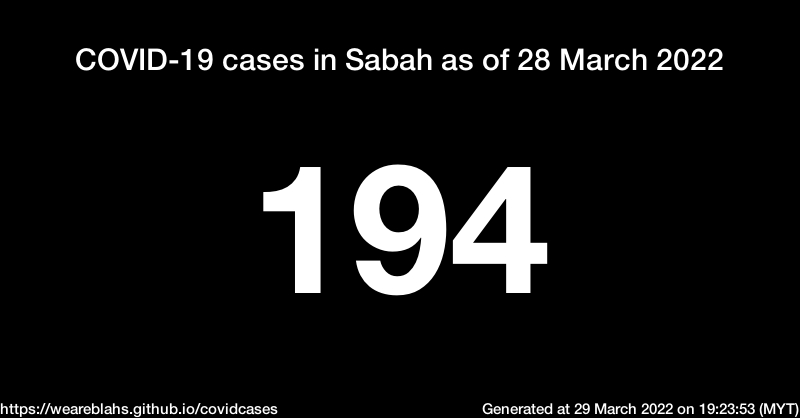 COVID-19 cases in Sabah as of 28 March 2022
194
https://weareblahs.github.io/covidcases
Generated at 29 March 2022 on 19:23:53 (MYT)